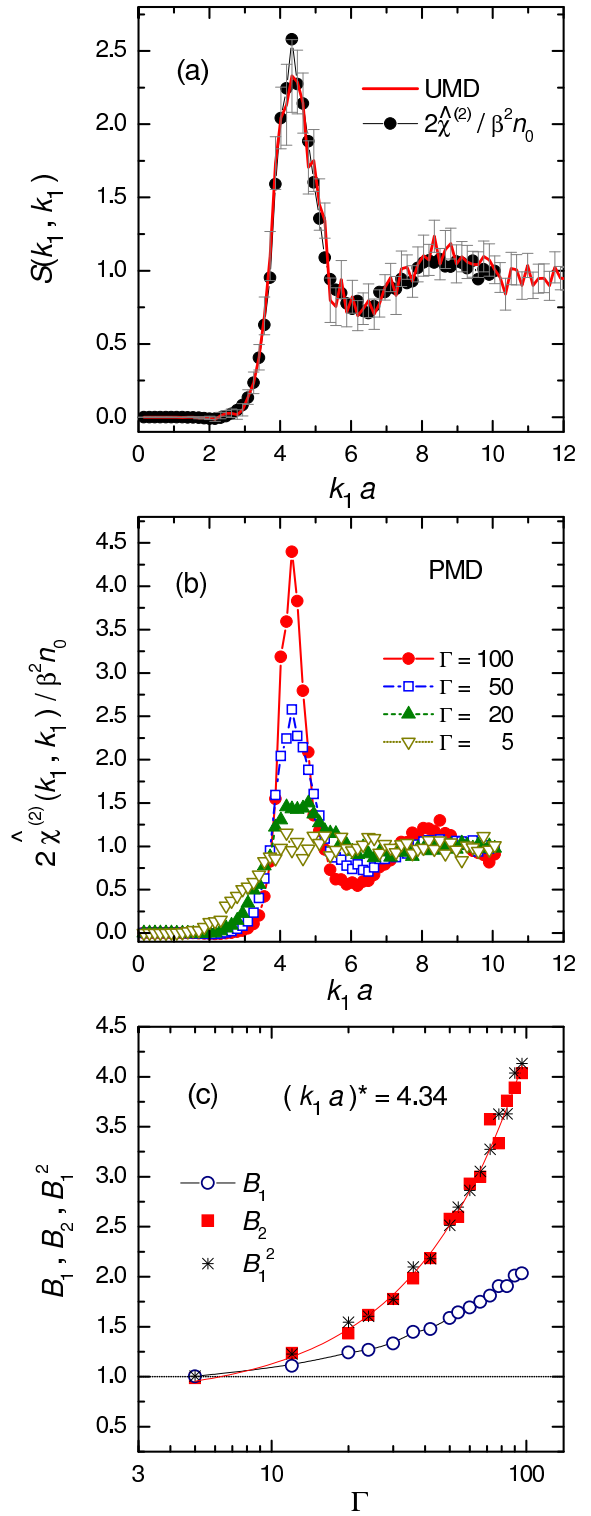 (a)
UMD
2χ̂⁽²⁾ / β²n₀
S(k₁ , k₁)
2.5
2.0
1.5
1.0
0.5
0.0
0 2 4 6 8 10 12
k₁ a
(b)
PMD
Γ = 100
Γ = 50
Γ = 20
Γ = 5
2 χ̂⁽²⁾(k₁ , k₁) / β²n₀
4.5
4.0
3.5
3.0
2.5
2.0
1.5
1.0
0.5
0.0
0 2 4 6 8 10 12
k₁ a
(c)
( k₁ a )* = 4.34
B₁
B₂
B₁²
B₁ , B₂ , B₁²
4.5
4.0
3.5
3.0
2.5
2.0
1.5
1.0
0.5
3 10 100
Γ